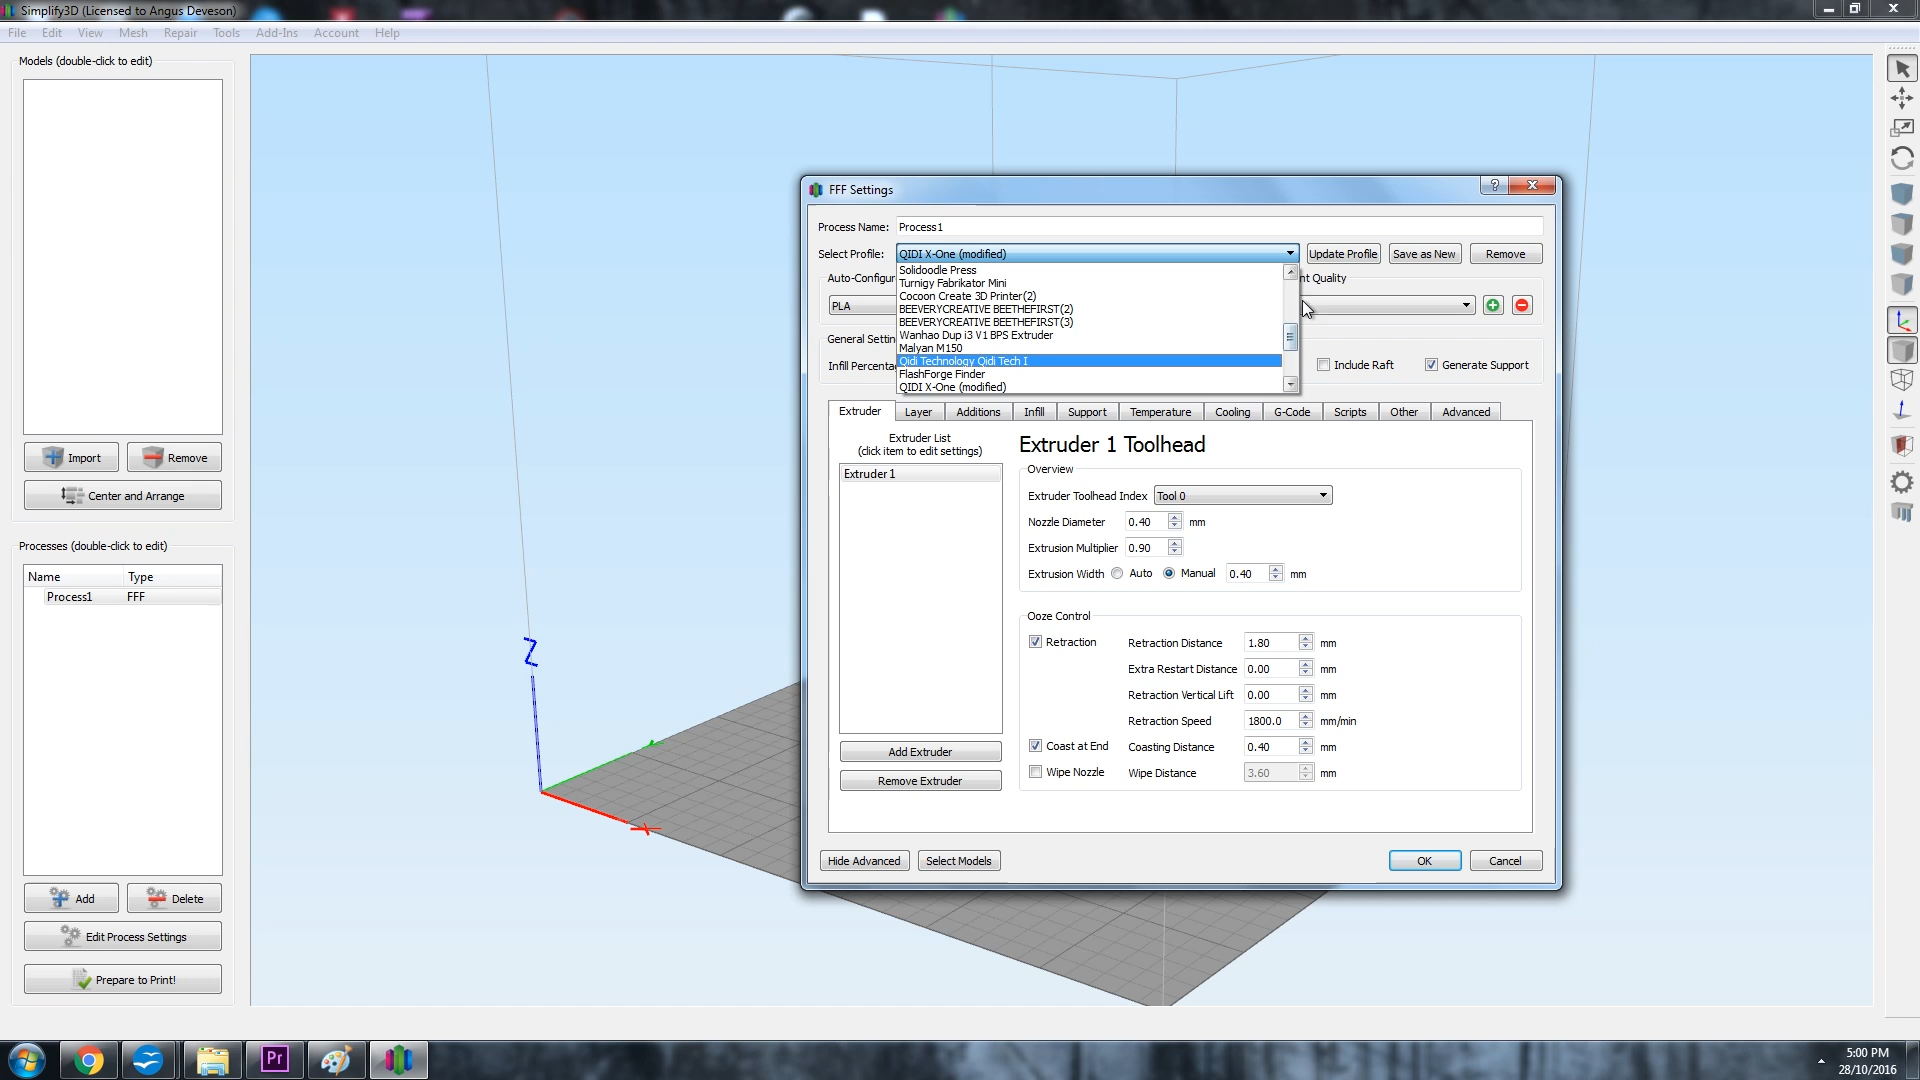 Simplify3D (Licensed to Angus Deveson)
File Edit View Mesh Repair Tools Add-Ins Account Help
Models (double-click to edit)
Import Remove
Center and Arrange
Processes (double-click to edit)
Name Type
Process1 FFF
Add Delete
Edit Process Settings
Prepare to Print!
Z
FFF Settings
Process Name: Process1
Select Profile: QIDI X-One (modified) Update Profile Save as New Remove
Solidoodle Press
Turnigy Fabrikator Mini
Cocoon Create 3D Printer(2)
BEEVERYCREATIVE BEETHEFIRST(2)
BEEVERYCREATIVE BEETHEFIRST(3)
Wanhao Dup i3 V1 BPS Extruder
Malyan M150
Qidi Technology Qidi Tech I
FlashForge Finder
QIDI X-One (modified)
Auto-Configur nt Quality
PLA
General Settin
Infill Percenta Include Raft Generate Support
Extruder Layer Additions Infill Support Temperature Cooling G-Code Scripts Other Advanced
Extruder List
(click item to edit settings)
Extruder 1
Add Extruder
Remove Extruder
Extruder 1 Toolhead
Overview
Extruder Toolhead Index Tool 0
Nozzle Diameter 0.40 mm
Extrusion Multiplier 0.90
Extrusion Width Auto Manual 0.40 mm
Ooze Control
Retraction Retraction Distance 1.80 mm
Extra Restart Distance 0.00 mm
Retraction Vertical Lift 0.00 mm
Retraction Speed 1800.0 mm/min
Coast at End Coasting Distance 0.40 mm
Wipe Nozzle Wipe Distance 3.60 mm
Hide Advanced Select Models OK Cancel
Pr
5:00 PM
28/10/2016